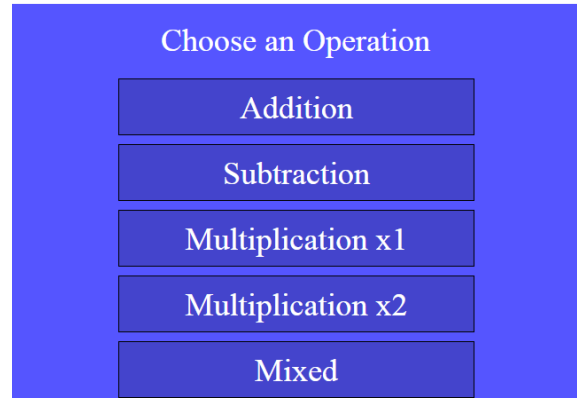 Choose an Operation
Addition
Subtraction
Multiplication x1
Multiplication x2
Mixed